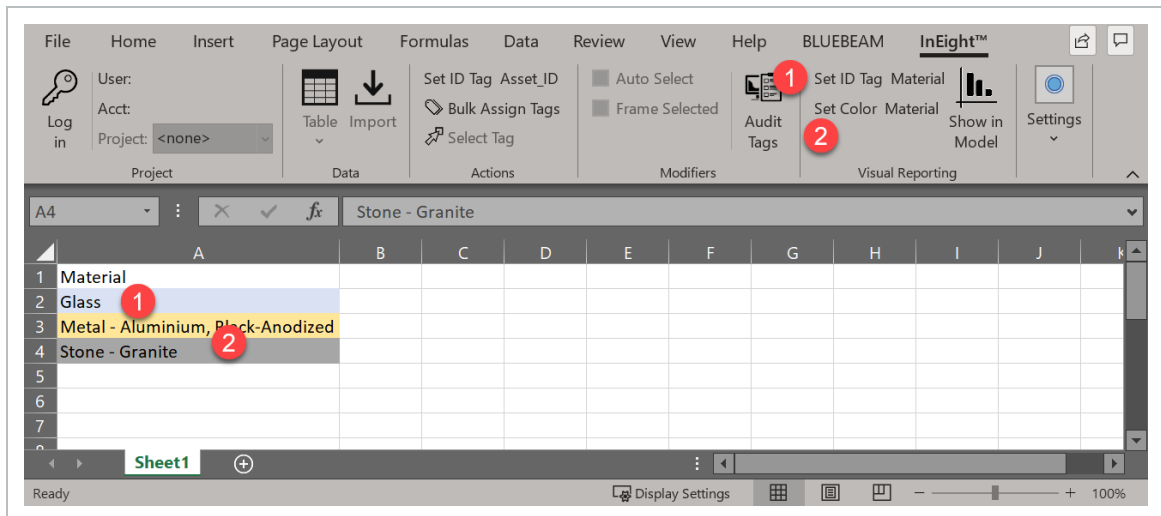 File Home Insert Page Layout Formulas Data Review View Help BLUEBEAM InEight™
User: Set ID Tag Asset_ID Auto Select 1 Set ID Tag Material
Acct: Bulk Assign Tags Frame Selected Set Color Material
Log in Project: <none> Table Import Select Tag Audit Tags 2 Show in Model Settings
Project Data Actions Modifiers Visual Reporting
A4 fx Stone - Granite
A B C D E F G H I J K
1 Material
2 Glass 1
3 Metal - Aluminium, Black-Anodized
4 Stone - Granite 2
5
6
7
Sheet1
Ready Display Settings 100%